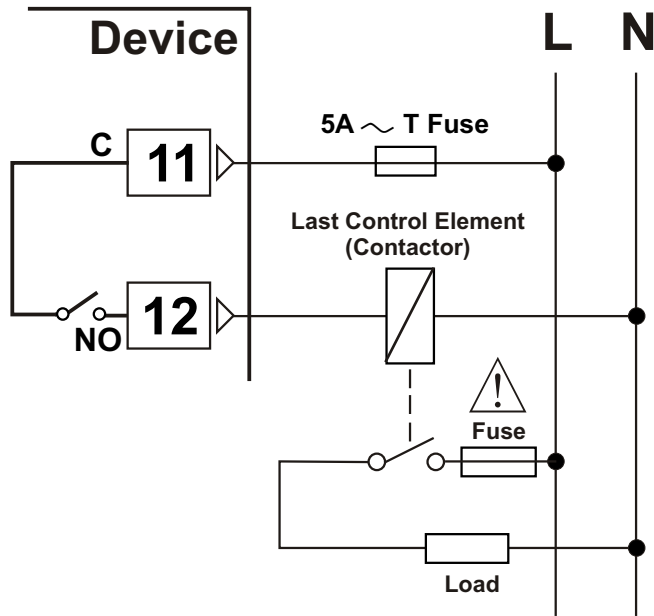 Device
L N
5A ~ T Fuse
C
11
Last Control Element
(Contactor)
12
NO
!
Fuse
Load